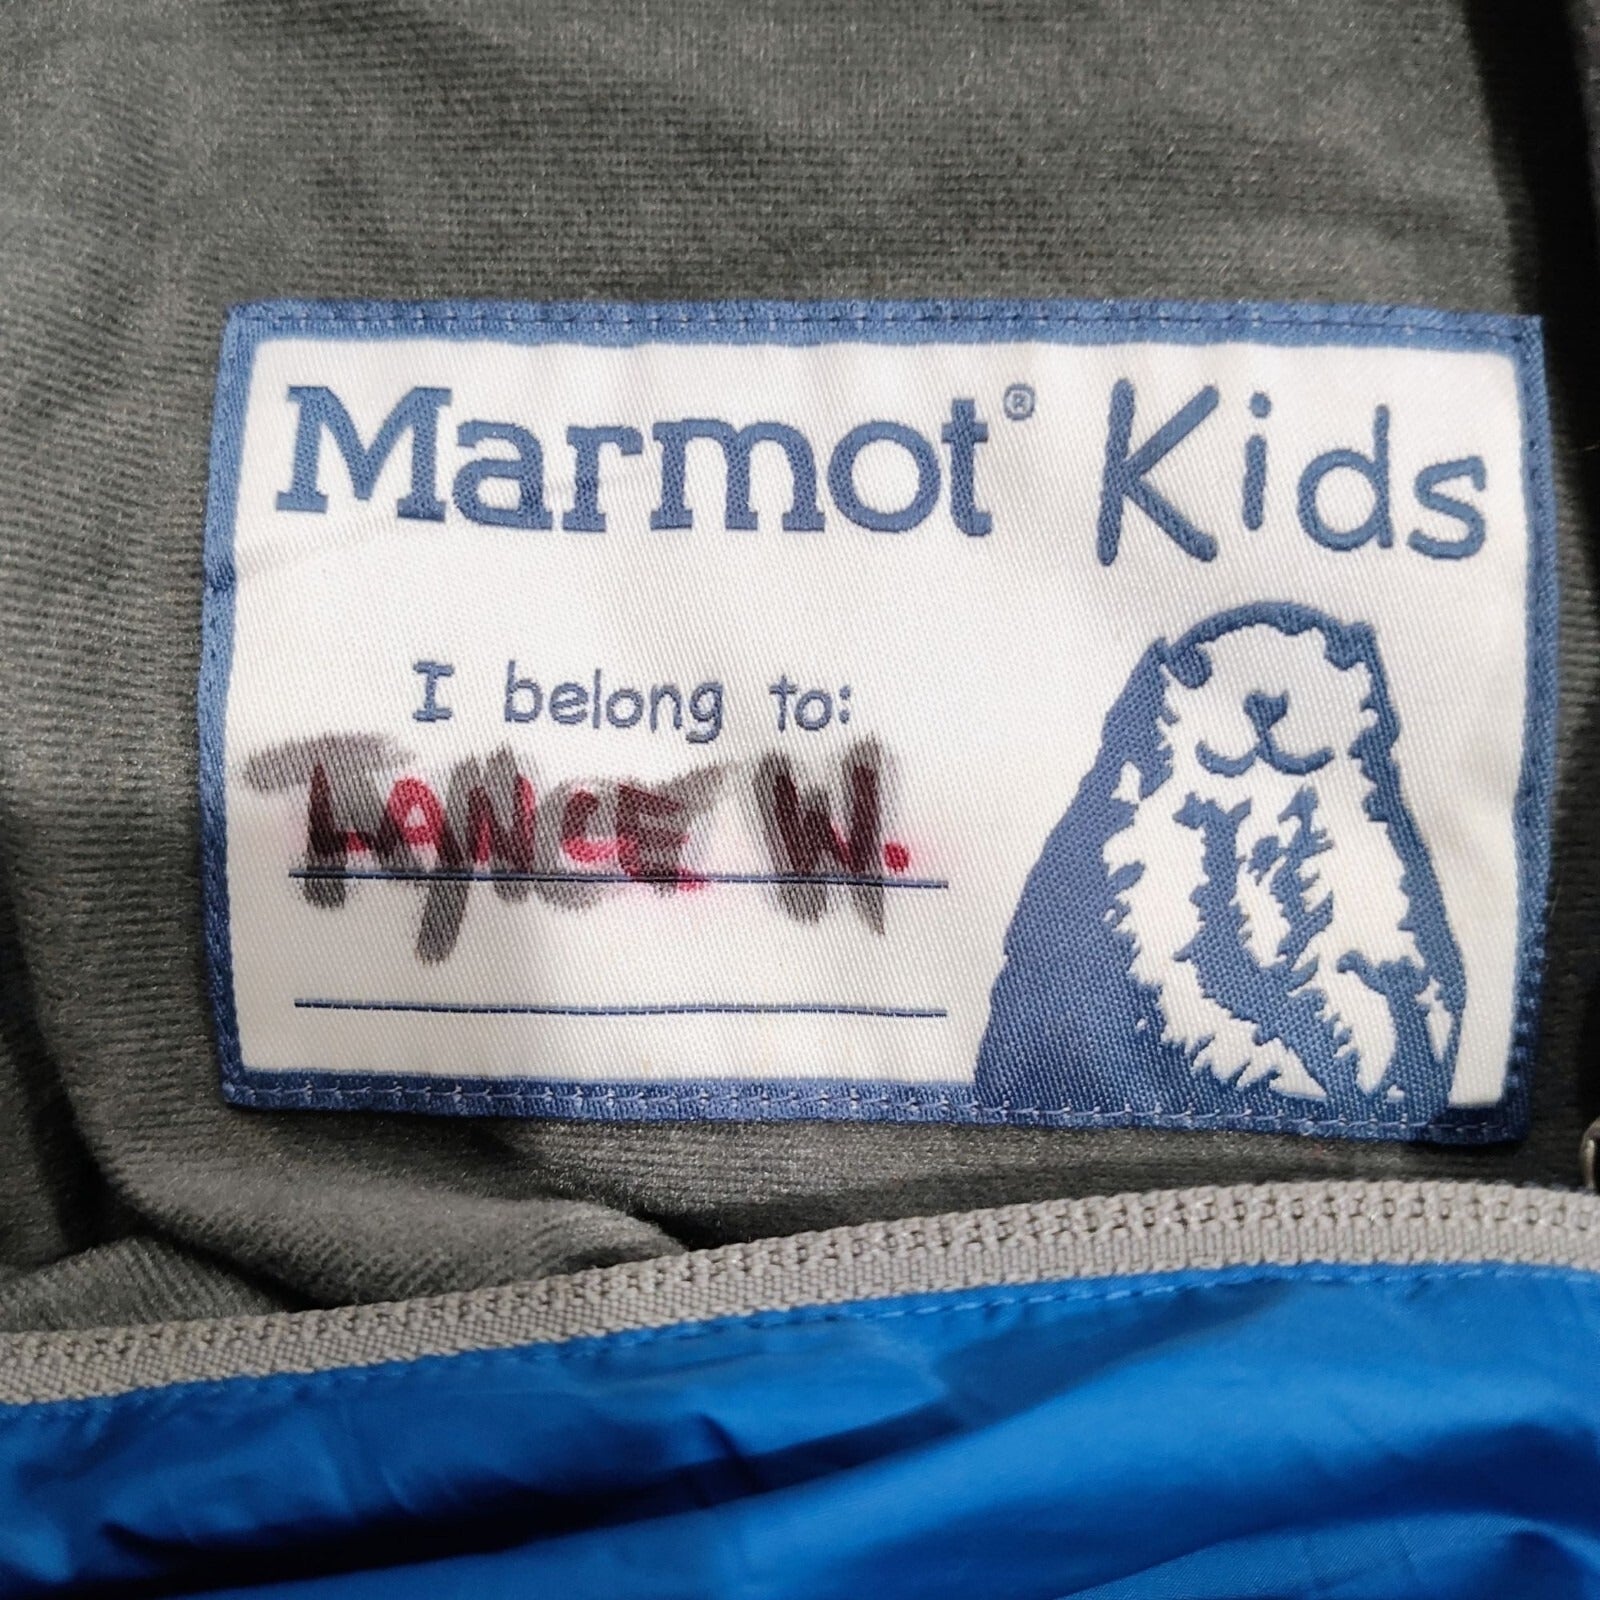 Marmot® Kids
I belong to:
LANCE W.